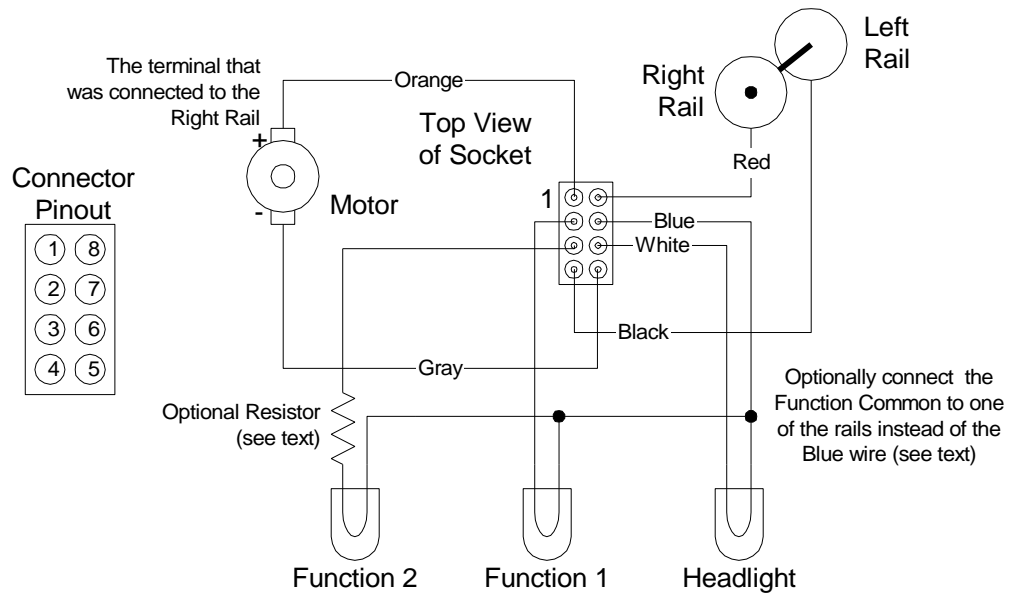 Left
Rail
The terminal that
was connected to the
Right Rail
Orange
Right
Rail
Top View
of Socket
+
Red
Connector
Pinout
-
Motor
1
Blue
White
1 8
2 7
3 6
4 5
Black
Gray
Optional Resistor
(see text)
Optionally connect the
Function Common to one
of the rails instead of the
Blue wire (see text)
Function 2
Function 1
Headlight